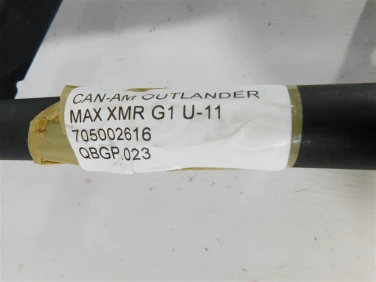 CAN-AM OUTLANDER
MAX XMR G1 U-11
705002616
QBGP.023